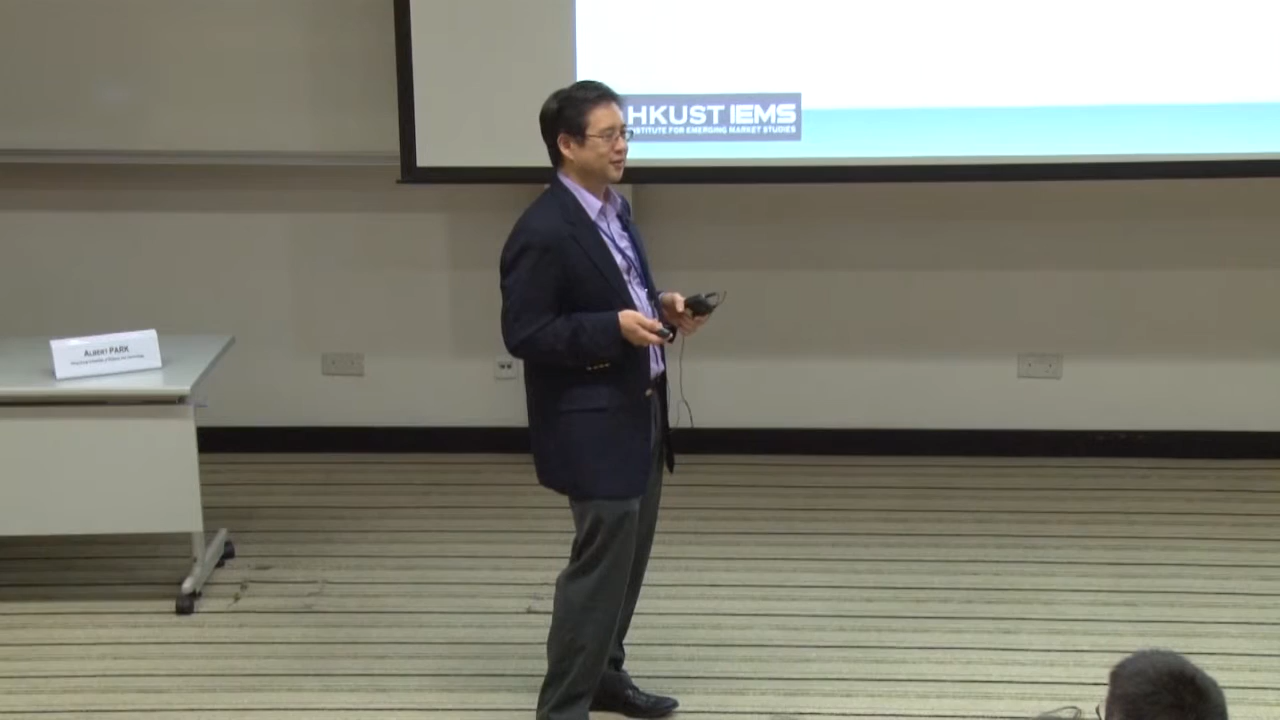 HKUST IEMS
INSTITUTE FOR EMERGING MARKET STUDIES
ALBERT PARK